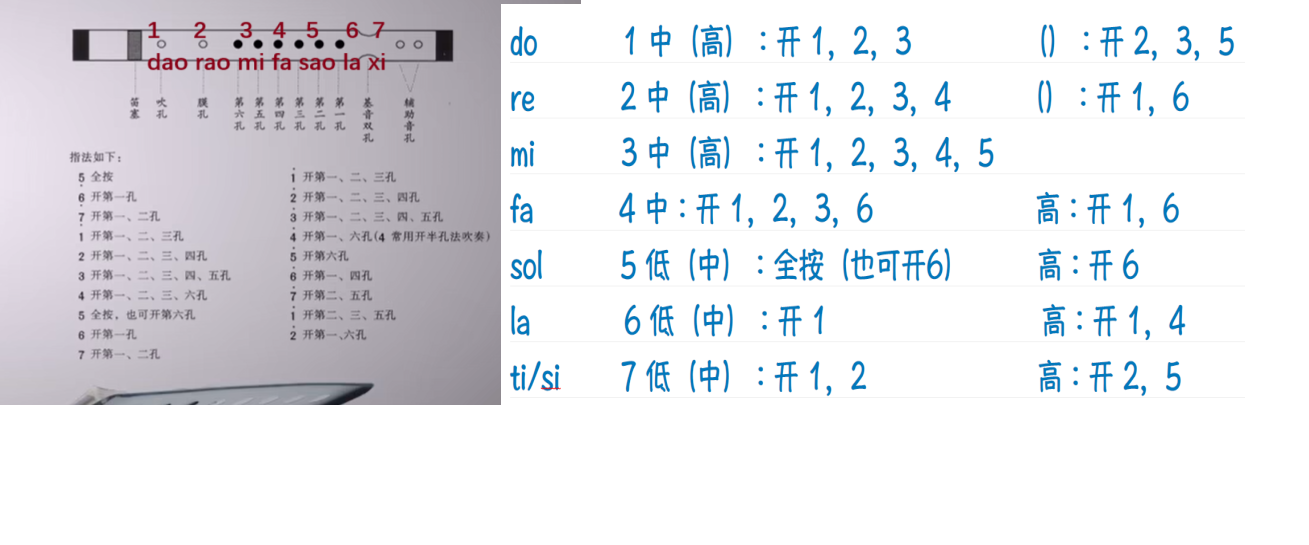 1 2 3 4 5 6 7
dao rao mi fa sao la xi
笛塞 吹孔 膜孔 第六孔 第五孔 第四孔 第三孔 第二孔 第一孔 基音双孔 辅助音孔
指法如下：
5̣ 全按
6̣ 开第一孔
7̣ 开第一、二孔
1 开第一、二、三孔
2 开第一、二、三、四孔
3 开第一、二、三、四、五孔
4 开第一、二、三、六孔
5 全按，也可开第六孔
6 开第一孔
7 开第一、二孔
1̇ 开第一、二、三孔
2̇ 开第一、二、三、四孔
3̇ 开第一、二、三、四、五孔
4̇ 开第一、六孔(4 常用开半孔法吹奏)
5̇ 开第六孔
6̇ 开第一、四孔
7̇ 开第二、五孔
1̇ 开第二、三、五孔
2̇ 开第一、六孔
do 1 中（高）：开 1, 2, 3 （）：开 2, 3, 5
re 2 中（高）：开 1, 2, 3, 4 （）：开 1, 6
mi 3 中（高）：开 1, 2, 3, 4, 5
fa 4 中：开 1, 2, 3, 6 高：开 1, 6
sol 5 低（中）：全按（也可开6） 高：开 6
la 6 低（中）：开 1 高：开 1, 4
ti/si 7 低（中）：开 1, 2 高：开 2, 5